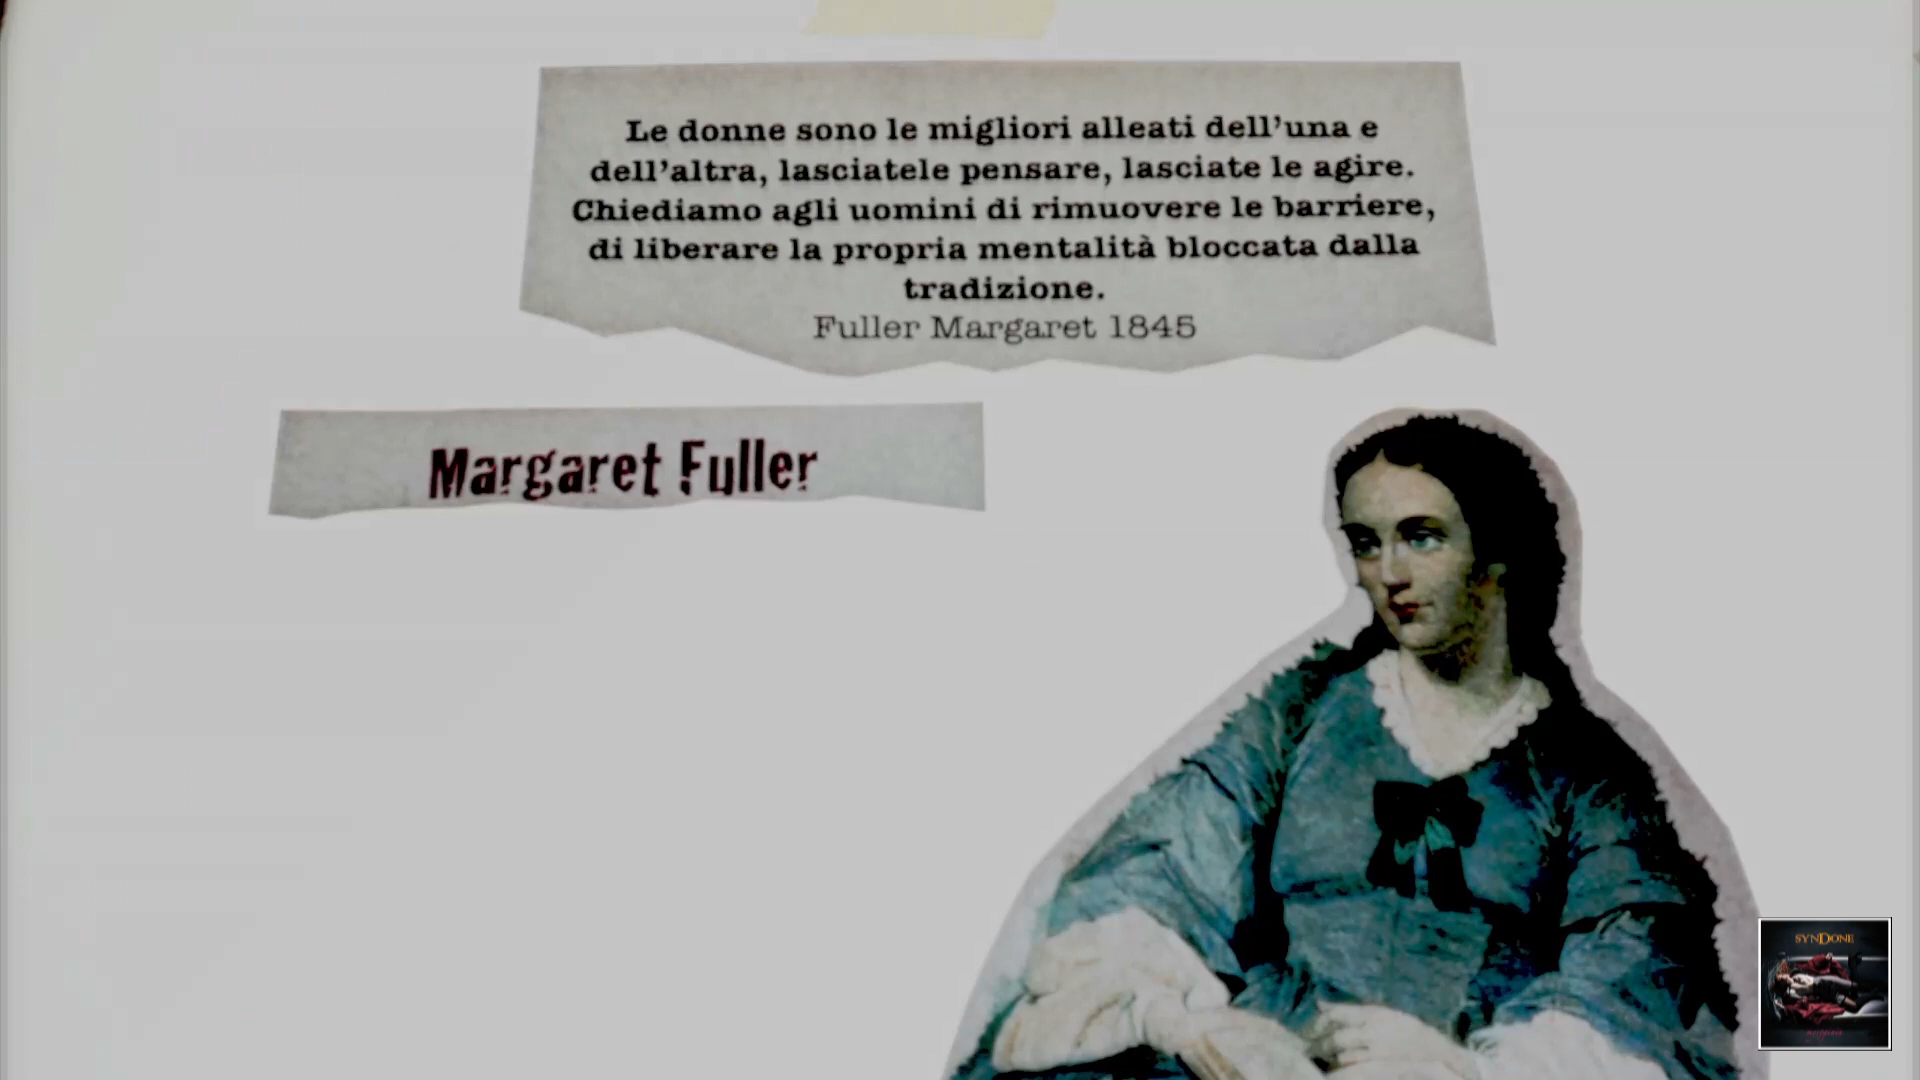 Le donne sono le migliori alleati dell’una e
dell’altra, lasciatele pensare, lasciate le agire.
Chiediamo agli uomini di rimuovere le barriere,
di liberare la propria mentalità bloccata dalla
tradizione.
Fuller Margaret 1845
Margaret Fuller
SYNDONE
mysoginia